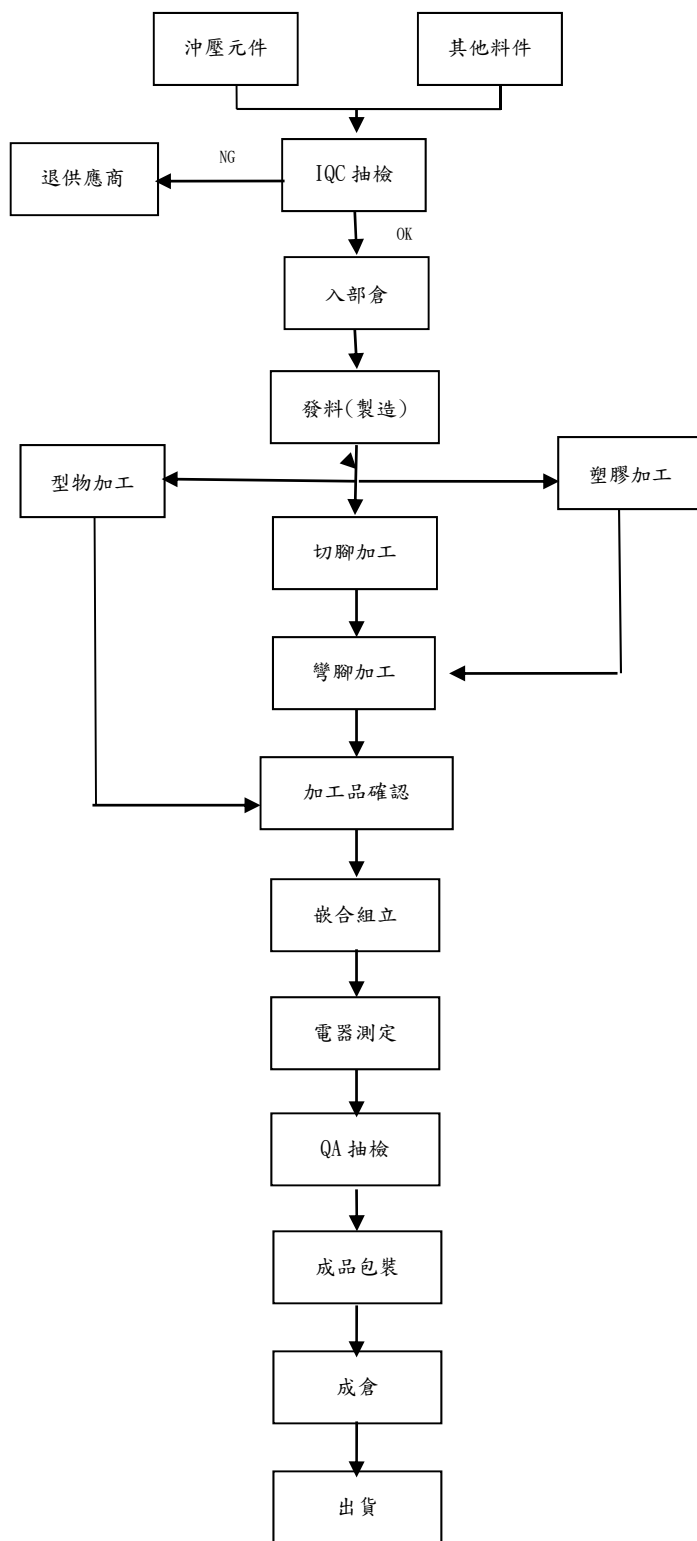 沖壓元件
其他料件
NG
退供應商
IQC 抽檢
OK
入部倉
發料(製造)
型物加工
塑膠加工
切腳加工
彎腳加工
加工品確認
嵌合組立
電器測定
QA 抽檢
成品包裝
成倉
出貨